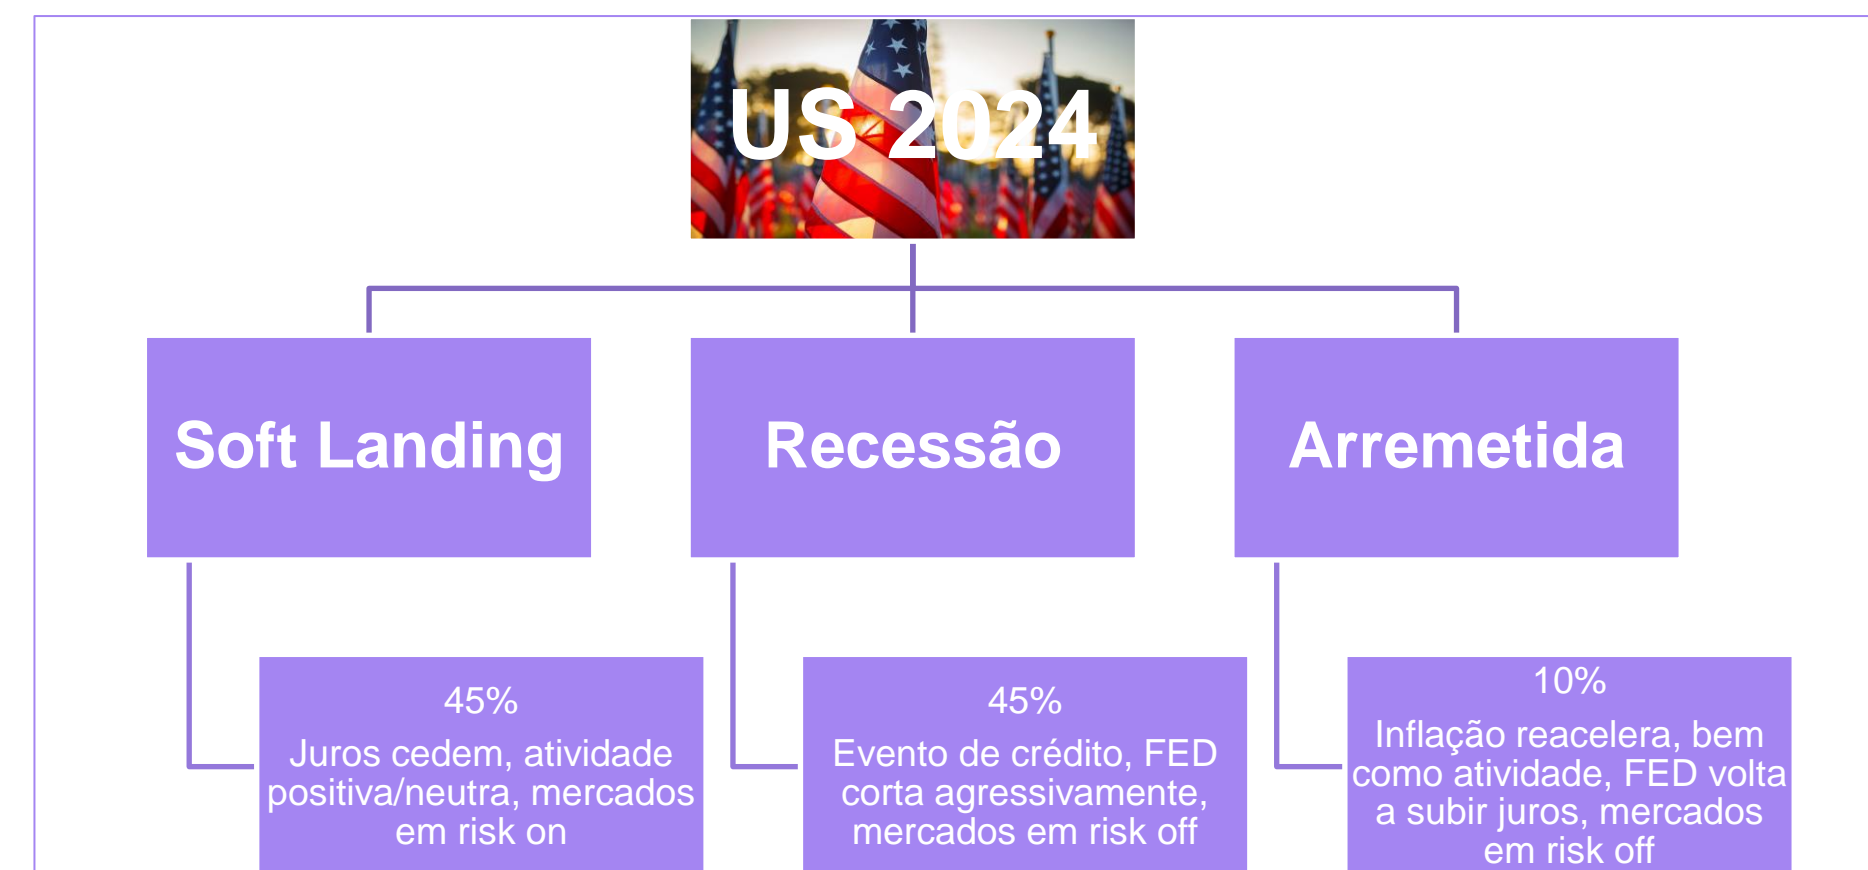 US 2024
Soft Landing
Recessão
Arremetida
45%
Juros cedem, atividade
positiva/neutra, mercados
em risk on
45%
Evento de crédito, FED
corta agressivamente,
mercados em risk off
10%
Inflação reacelera, bem
como atividade, FED volta
a subir juros, mercados
em risk off